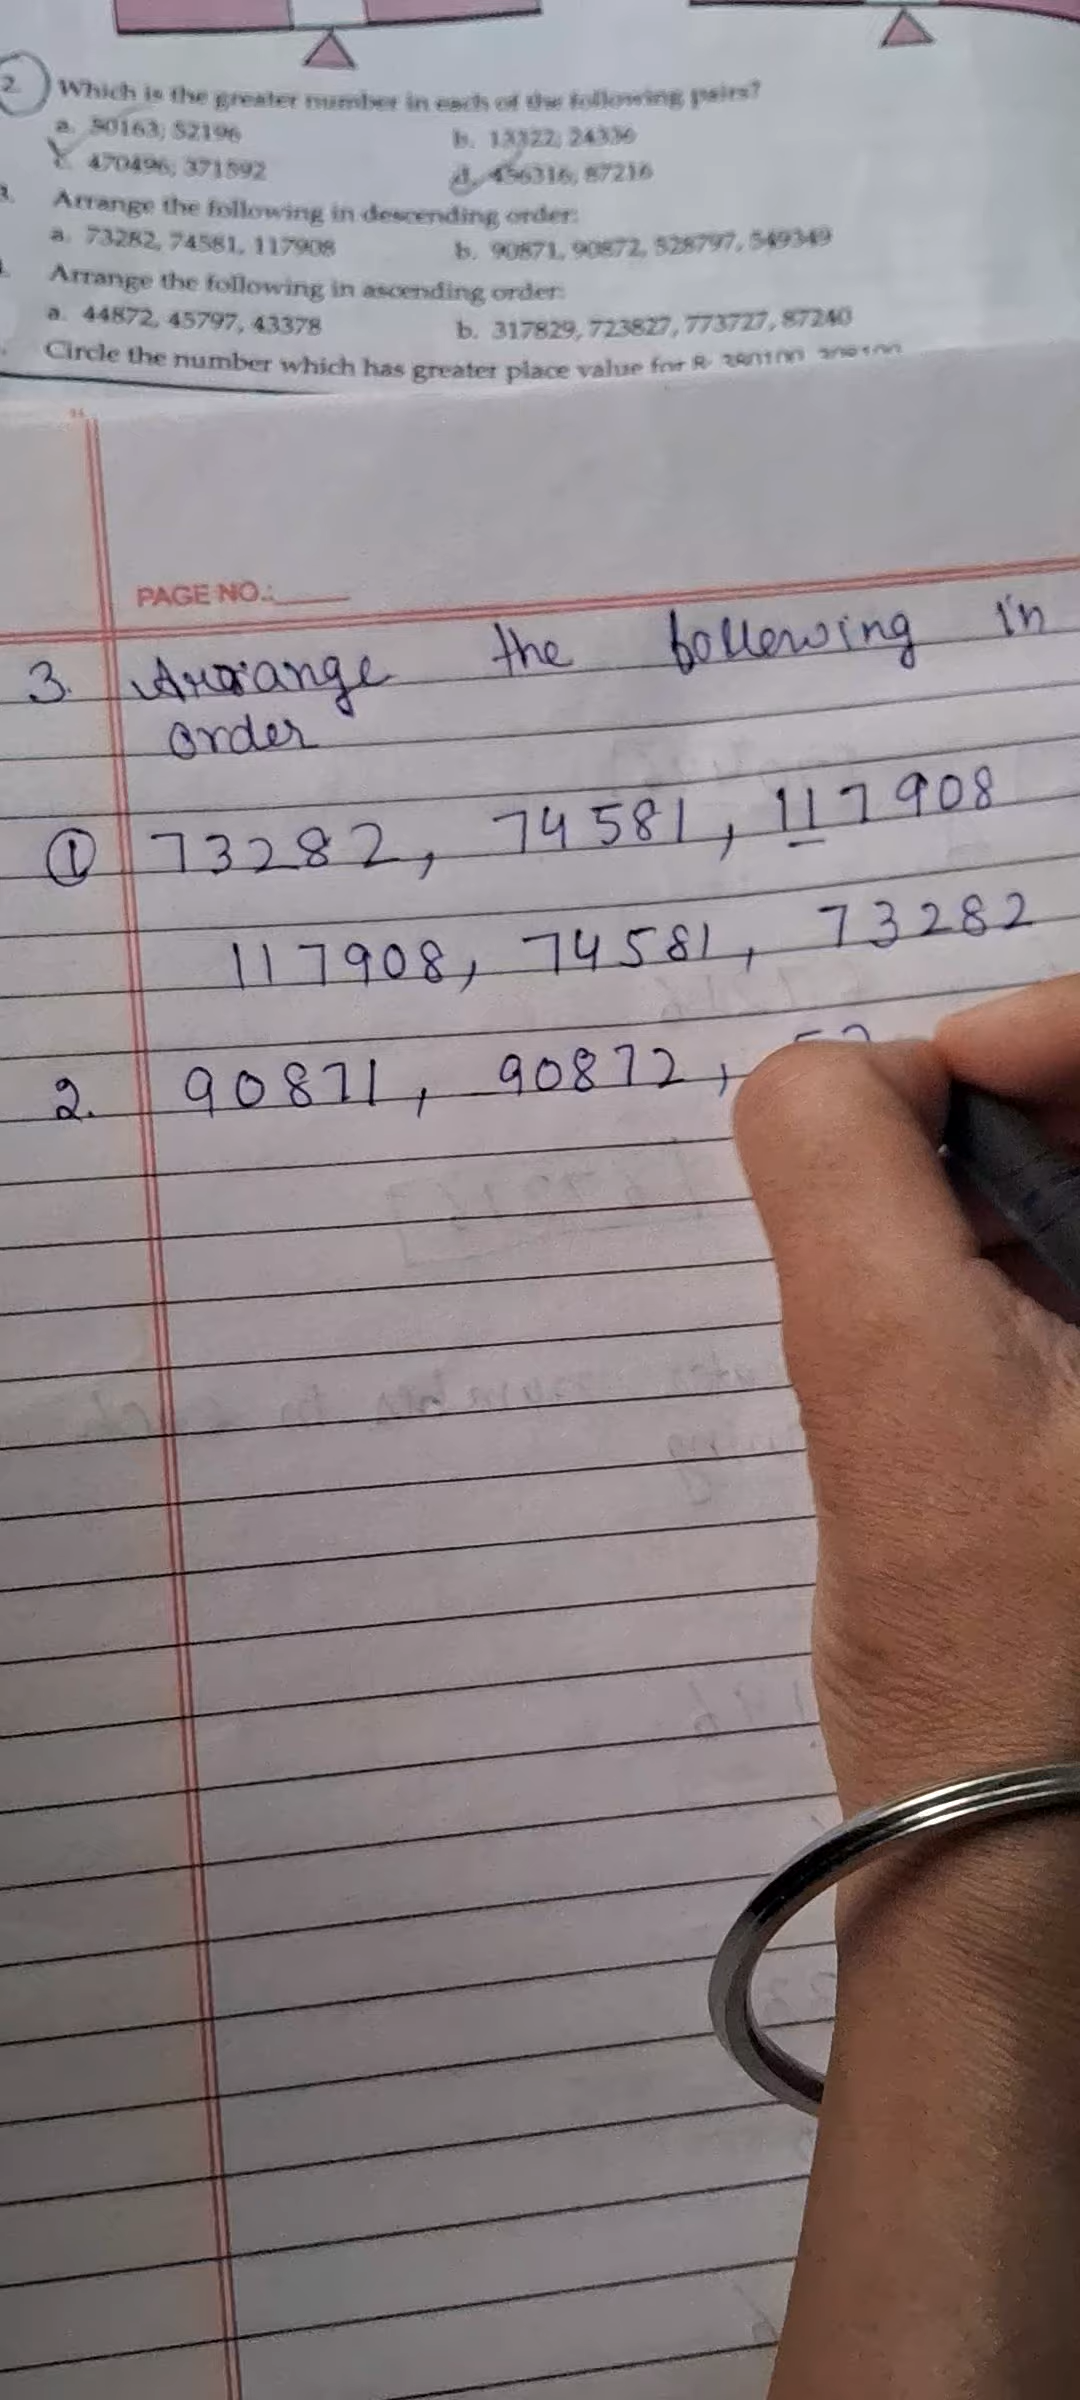 2. Which is the greater number in each of the following pairs?
a. 50163; 52196 b. 13322; 24336
c. 470496; 371592 d. 456316; 87216
3. Arrange the following in descending order:
a. 73282, 74581, 117908 b. 90871, 90872, 528797, 549349
Arrange the following in ascending order:
a. 44872, 45797, 43378 b. 317829, 723827, 773727, 87240
Circle the number which has greater place value for 8
PAGE NO.:
3. Arrange the following in
order
① 73282, 74581, 117908
117908, 74581, 73282
2. 90871, 90872,